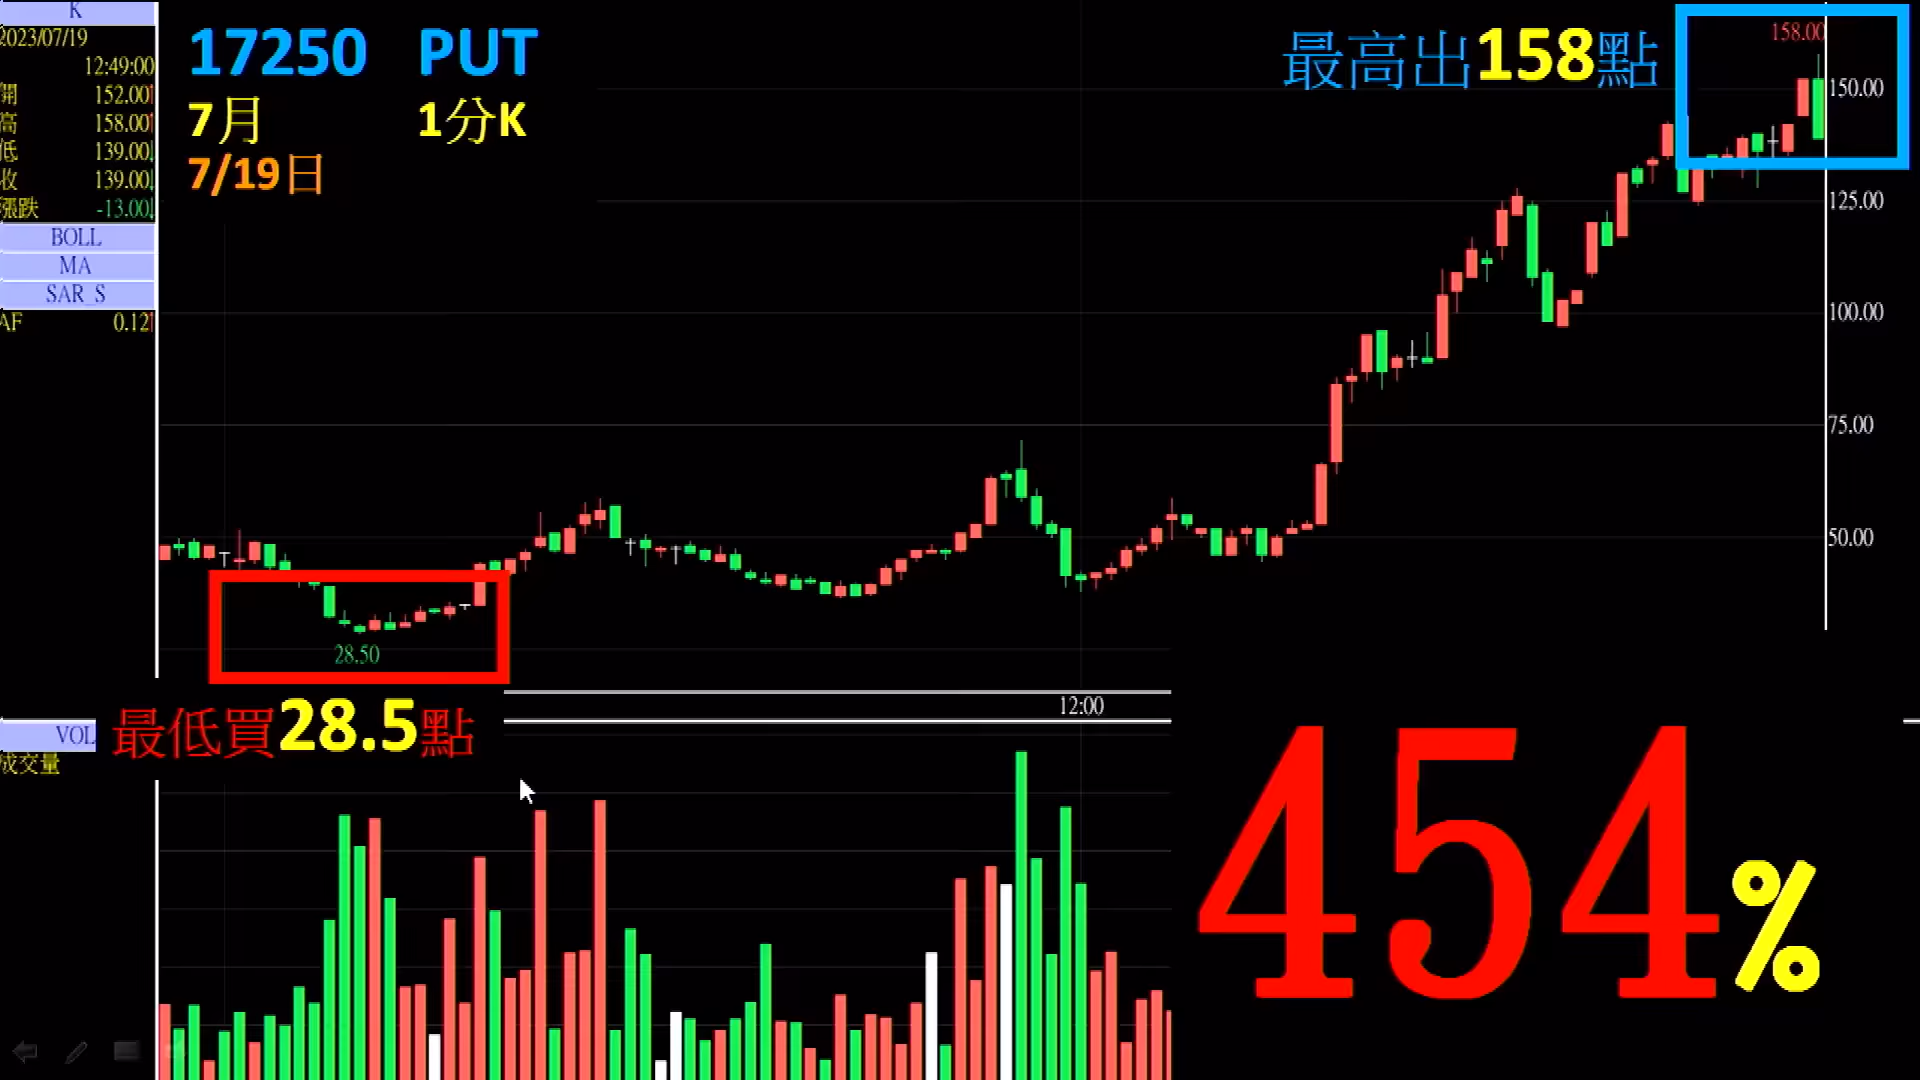 K
2023/07/19
12:49:00
開 152.00
高 158.00
低 139.00
收 139.00
漲跌 -13.00
BOLL
MA
SAR_S
AF 0.12
17250 PUT
7月 1分K
7/19日
最高出158點
158.00
150.00
125.00
100.00
75.00
50.00
28.50
最低買28.5點
12:00
VOL
成交量
454%